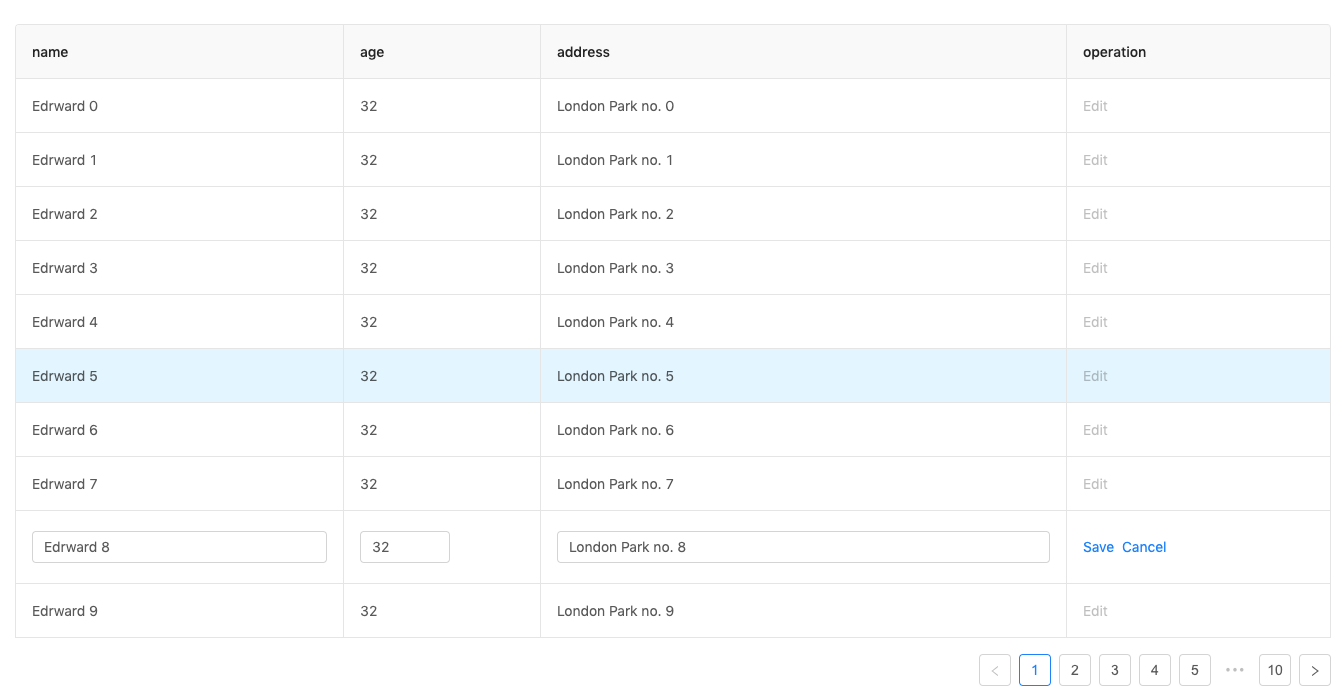 name age address operation
Edrward 0 32 London Park no. 0 Edit
Edrward 1 32 London Park no. 1 Edit
Edrward 2 32 London Park no. 2 Edit
Edrward 3 32 London Park no. 3 Edit
Edrward 4 32 London Park no. 4 Edit
Edrward 5 32 London Park no. 5 Edit
Edrward 6 32 London Park no. 6 Edit
Edrward 7 32 London Park no. 7 Edit
Edrward 8 32 London Park no. 8 Save Cancel
Edrward 9 32 London Park no. 9 Edit
< 1 2 3 4 5 ••• 10 >